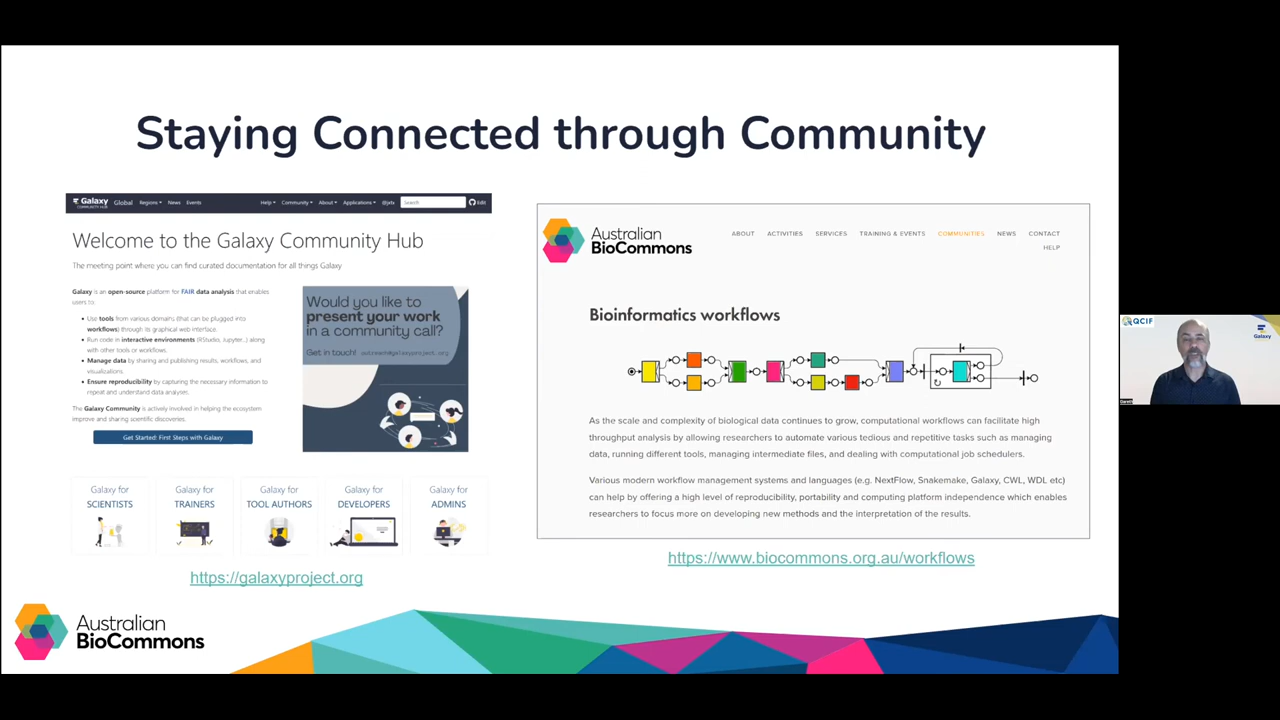 Staying Connected through Community
Galaxy
COMMUNITY HUB
Global Regions News Events Help Community About Applications @jxtx Search Edit
Welcome to the Galaxy Community Hub
The meeting point where you can find curated documentation for all things Galaxy
Galaxy is an open-source platform for FAIR data analysis that enables
users to:
Use tools from various domains (that can be plugged into
workflows) through its graphical web interface.
Run code in interactive environments (RStudio, Jupyter...) along
with other tools or workflows.
Manage data by sharing and publishing results, workflows, and
visualizations.
Ensure reproducibility by capturing the necessary information to
repeat and understand data analyses.
The Galaxy Community is actively involved in helping the ecosystem
improve and sharing scientific discoveries.
Get Started: First Steps with Galaxy
Would you like to
present your work
in a community call?
Get in touch! outreach@galaxyproject.org
Galaxy for
SCIENTISTS
Galaxy for
TRAINERS
Galaxy for
TOOL AUTHORS
Galaxy for
DEVELOPERS
Galaxy for
ADMINS
https://galaxyproject.org
Australian
BioCommons
ABOUT ACTIVITIES SERVICES TRAINING & EVENTS COMMUNITIES NEWS CONTACT
HELP
Bioinformatics workflows
As the scale and complexity of biological data continues to grow, computational workflows can facilitate high
throughput analysis by allowing researchers to automate various tedious and repetitive tasks such as managing
data, running different tools, managing intermediate files, and dealing with computational job schedulers.
Various modern workflow management systems and languages (e.g. NextFlow, Snakemake, Galaxy, CWL, WDL etc)
can help by offering a high level of reproducibility, portability and computing platform independence which enables
researchers to focus more on developing new methods and the interpretation of the results.
https://www.biocommons.org.au/workflows
Australian
BioCommons
QCIF
Galaxy